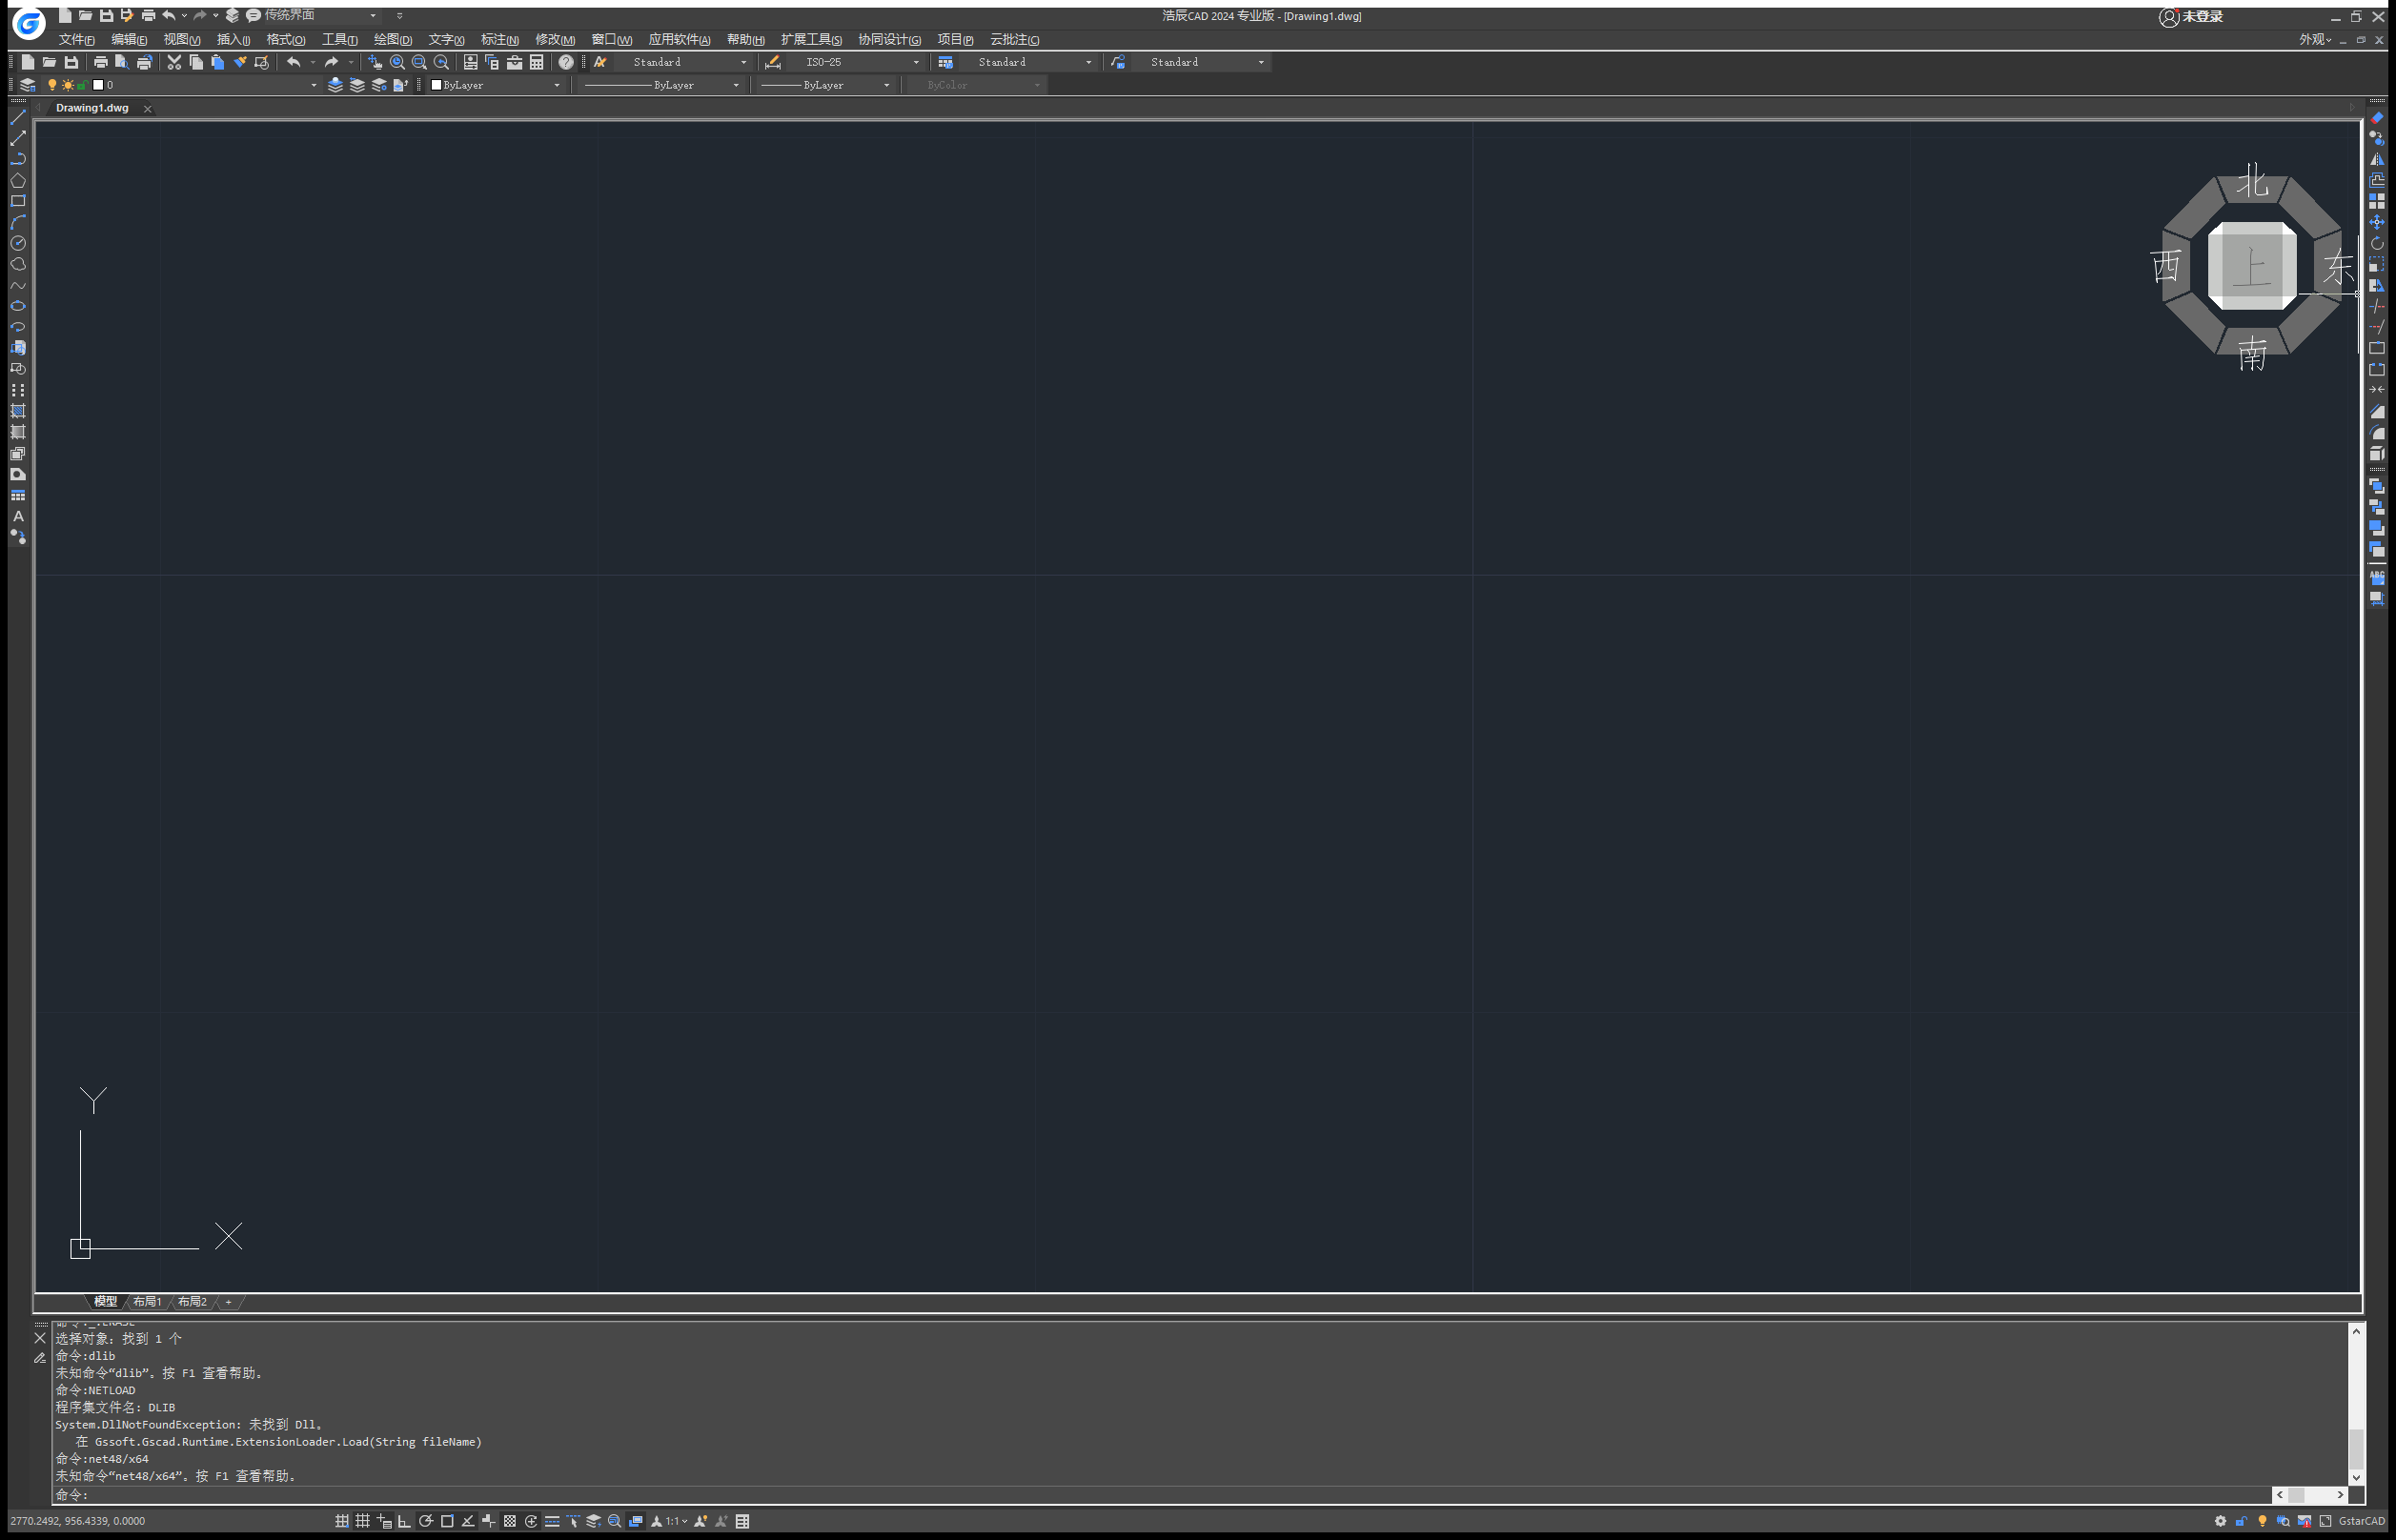 传统界面
浩辰CAD 2024 专业版 - [Drawing1.dwg]
未登录
文件(F) 编辑(E) 视图(V) 插入(I) 格式(O) 工具(T) 绘图(D) 文字(X) 标注(N) 修改(M) 窗口(W) 应用软件(A) 帮助(H) 扩展工具(S) 协同设计(G) 项目(P) 云批注(C)
外观
Standard ISO-25 Standard Standard
0 ByLayer ByLayer ByLayer ByColor
Drawing1.dwg
北
西 上 东
南
ABC
A
Y
X
模型 布局1 布局2 +
选择对象: 找到 1 个
命令:dlib
未知命令“dlib”。按 F1 查看帮助。
命令:NETLOAD
程序集文件名: DLIB
System.DllNotFoundException: 未找到 Dll。
在 Gssoft.Gscad.Runtime.ExtensionLoader.Load(String fileName)
命令:net48/x64
未知命令“net48/x64”。按 F1 查看帮助。
命令:
2770.2492, 956.4339, 0.0000
1:1
GstarCAD